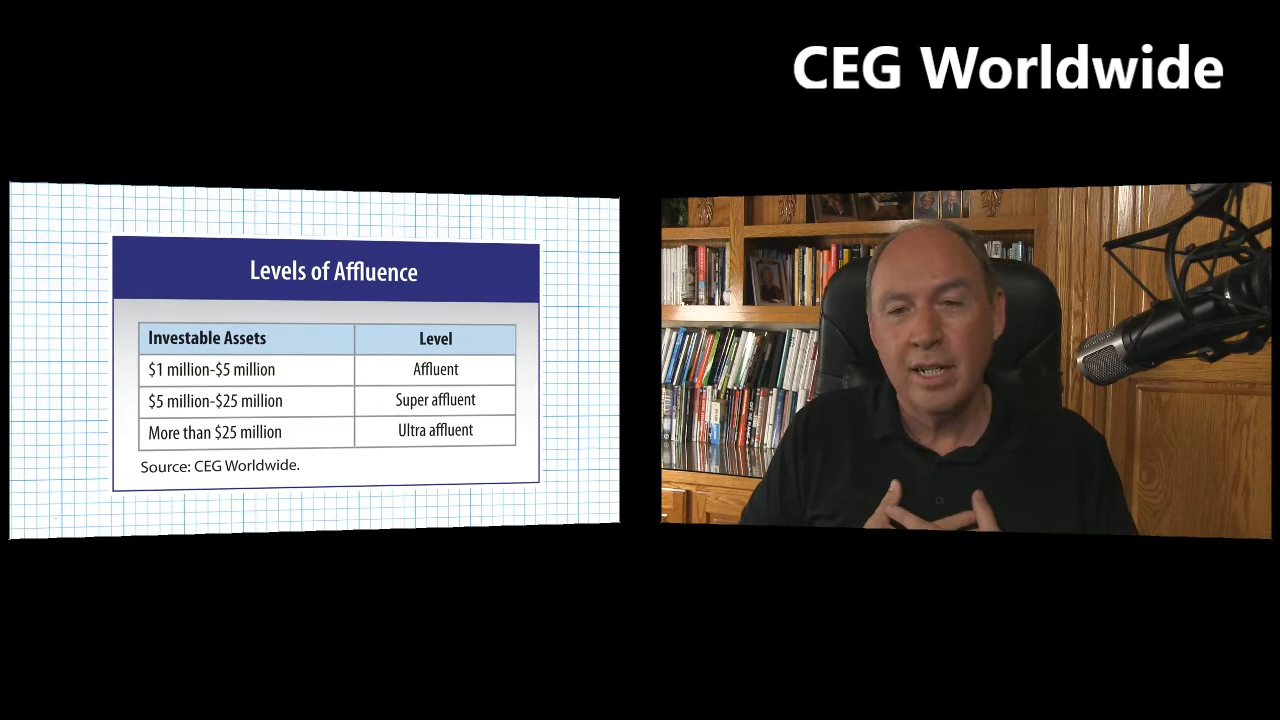 CEG Worldwide
Levels of Affluence
Investable Assets Level
$1 million-$5 million Affluent
$5 million-$25 million Super affluent
More than $25 million Ultra affluent
Source: CEG Worldwide.